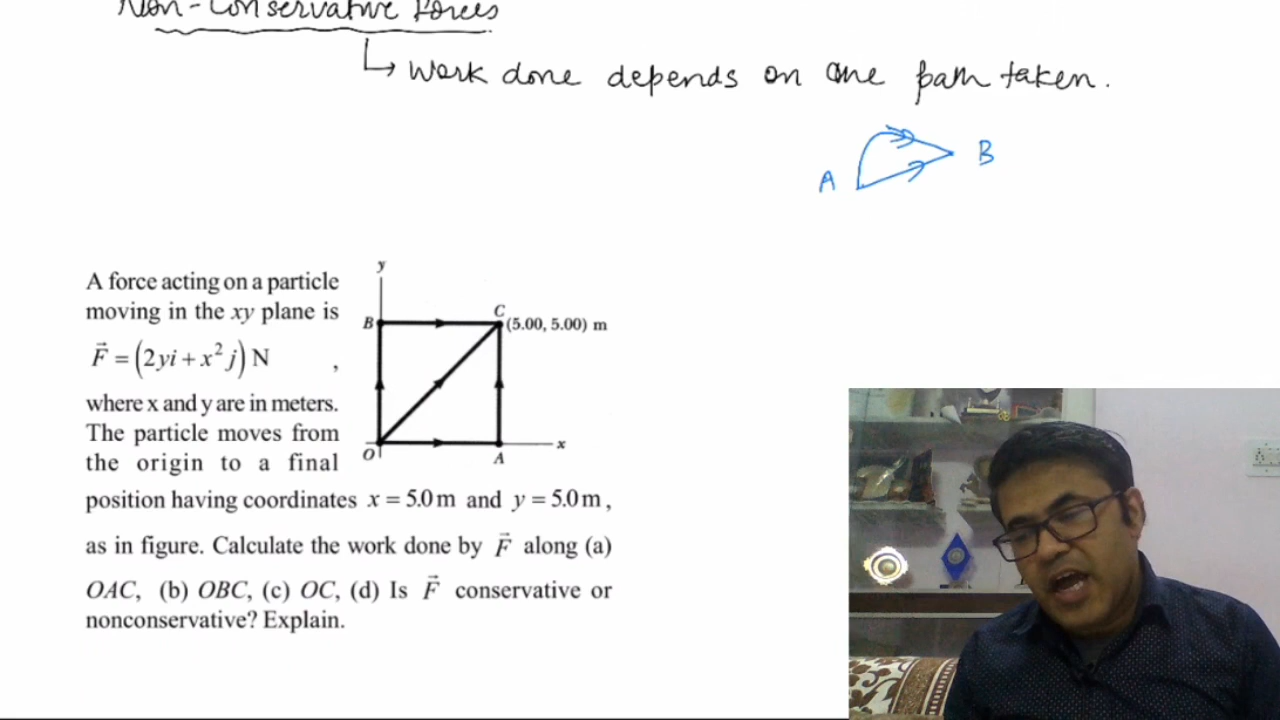 Non-Conservative Forces
↳ Work done depends on the path taken.
A B
A force acting on a particle
moving in the xy plane is
F⃗ = (2yi + x² j) N ,
where x and y are in meters.
The particle moves from
the origin to a final
position having coordinates x = 5.0 m and y = 5.0 m ,
as in figure. Calculate the work done by F⃗ along (a)
OAC, (b) OBC, (c) OC, (d) Is F⃗ conservative or
nonconservative? Explain.
y
C
B (5.00, 5.00) m
O A x